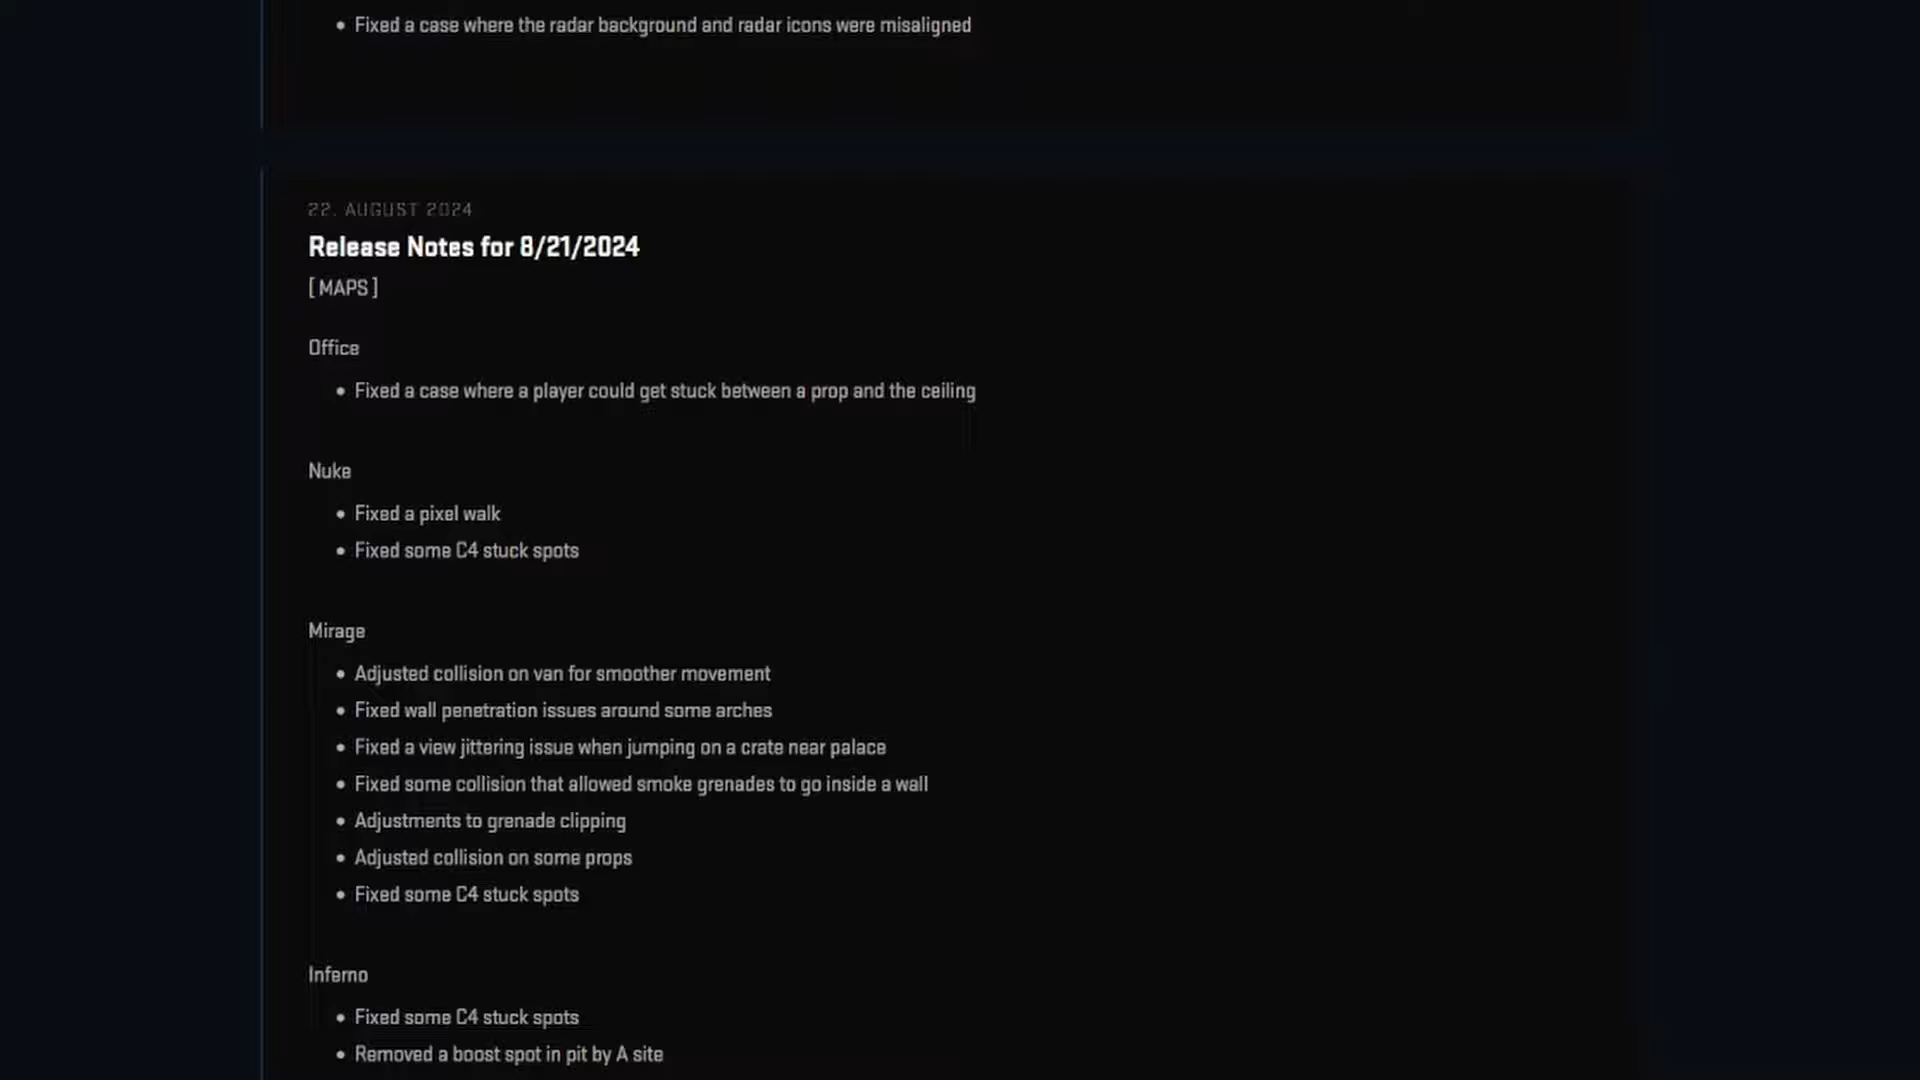 • Fixed a case where the radar background and radar icons were misaligned
22. AUGUST 2024
Release Notes for 8/21/2024
[ MAPS ]
Office
• Fixed a case where a player could get stuck between a prop and the ceiling
Nuke
• Fixed a pixel walk
• Fixed some C4 stuck spots
Mirage
• Adjusted collision on van for smoother movement
• Fixed wall penetration issues around some arches
• Fixed a view jittering issue when jumping on a crate near palace
• Fixed some collision that allowed smoke grenades to go inside a wall
• Adjustments to grenade clipping
• Adjusted collision on some props
• Fixed some C4 stuck spots
Inferno
• Fixed some C4 stuck spots
• Removed a boost spot in pit by A site